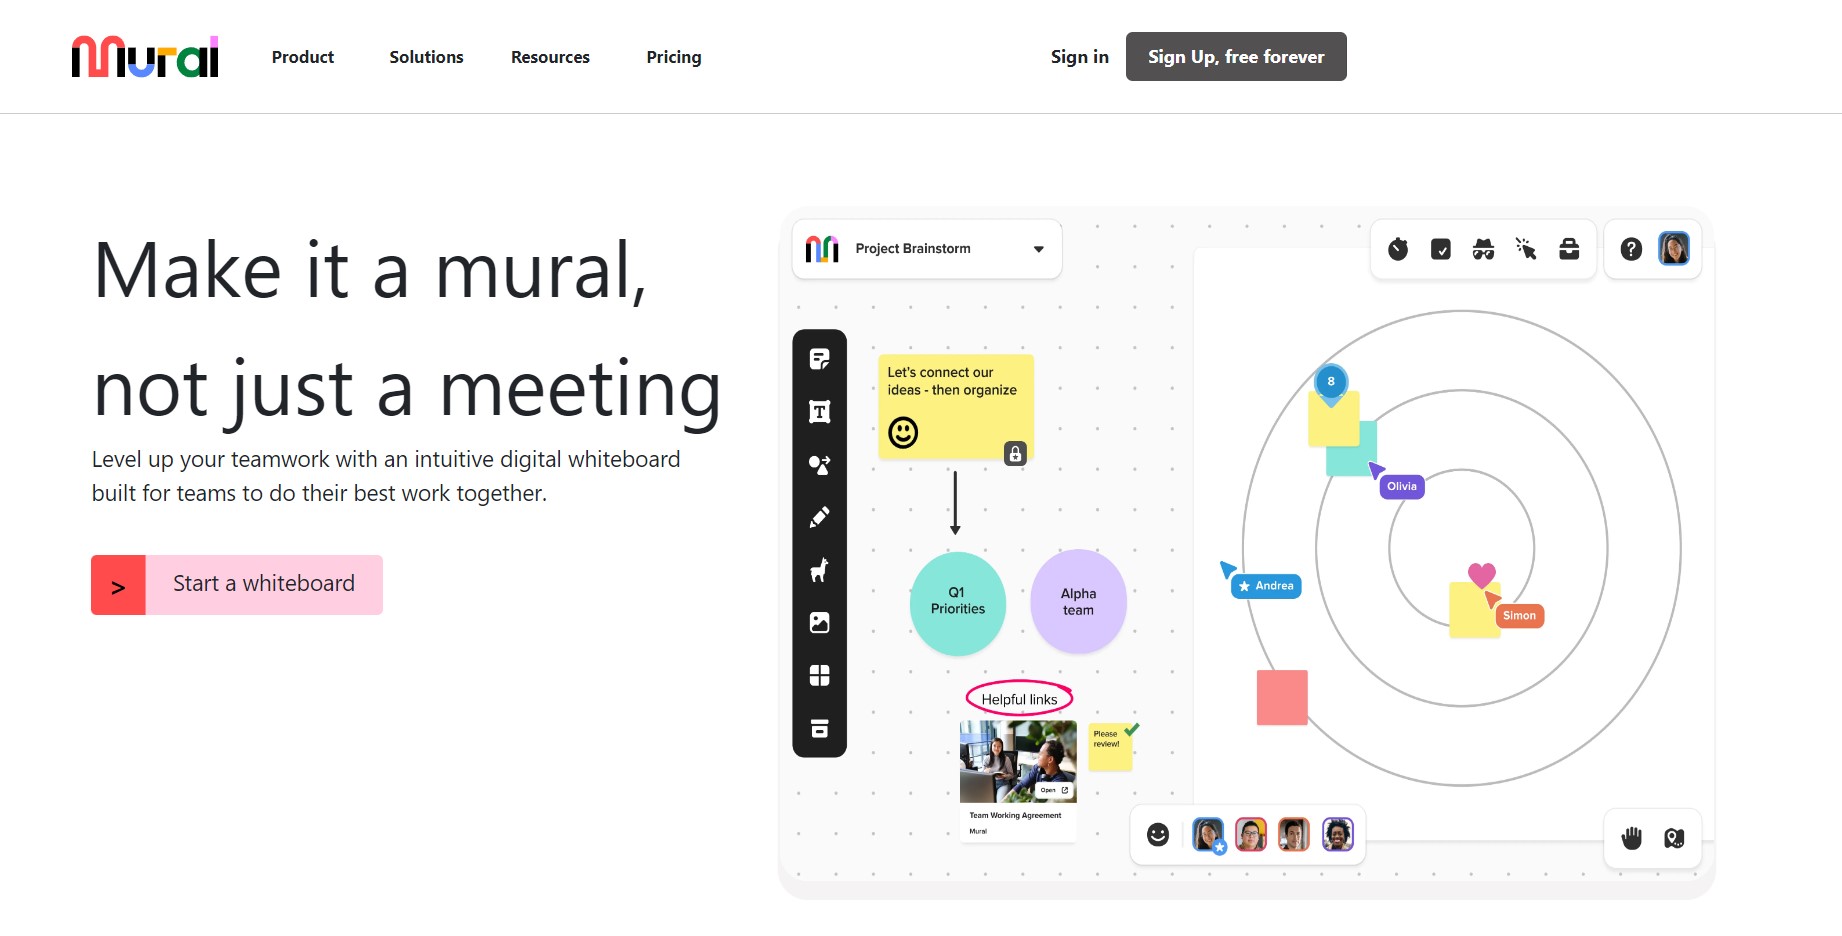 mural
Product
Solutions
Resources
Pricing
Sign in
Sign Up, free forever
Make it a mural,
not just a meeting
Level up your teamwork with an intuitive digital whiteboard
built for teams to do their best work together.
>
Start a whiteboard
Project Brainstorm
?
T
Let's connect our
ideas - then organize
Q1
Priorities
Alpha
team
Helpful links
Open
Team Working Agreement
Mural
Please
review!
8
Olivia
Andrea
Simon